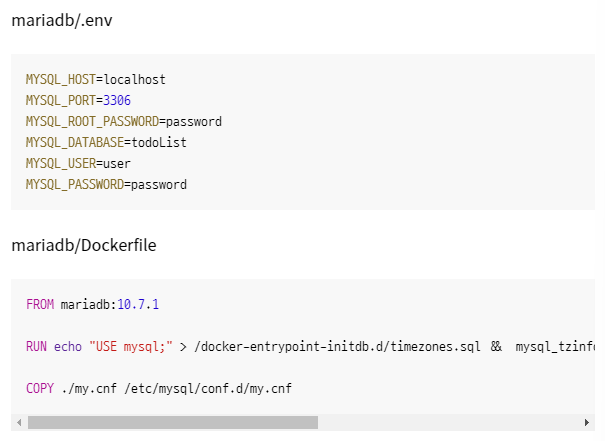 mariadb/.env
MYSQL_HOST=localhost
MYSQL_PORT=3306
MYSQL_ROOT_PASSWORD=password
MYSQL_DATABASE=todoList
MYSQL_USER=user
MYSQL_PASSWORD=password
mariadb/Dockerfile
FROM mariadb:10.7.1
RUN echo "USE mysql;" > /docker-entrypoint-initdb.d/timezones.sql && mysql_tzinfo
COPY ./my.cnf /etc/mysql/conf.d/my.cnf